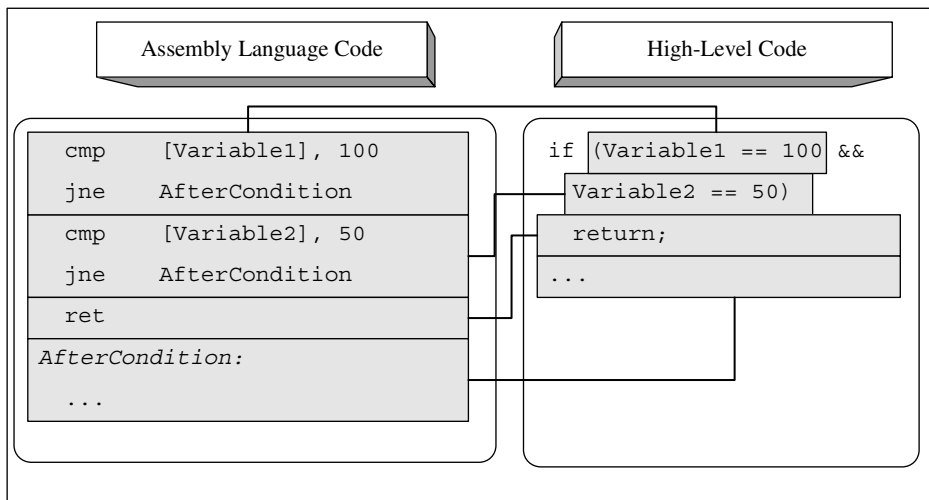 Assembly Language Code
High-Level Code
cmp [Variable1], 100
jne AfterCondition
cmp [Variable2], 50
jne AfterCondition
ret
AfterCondition:
...
if (Variable1 == 100 &&
Variable2 == 50)
return;
...